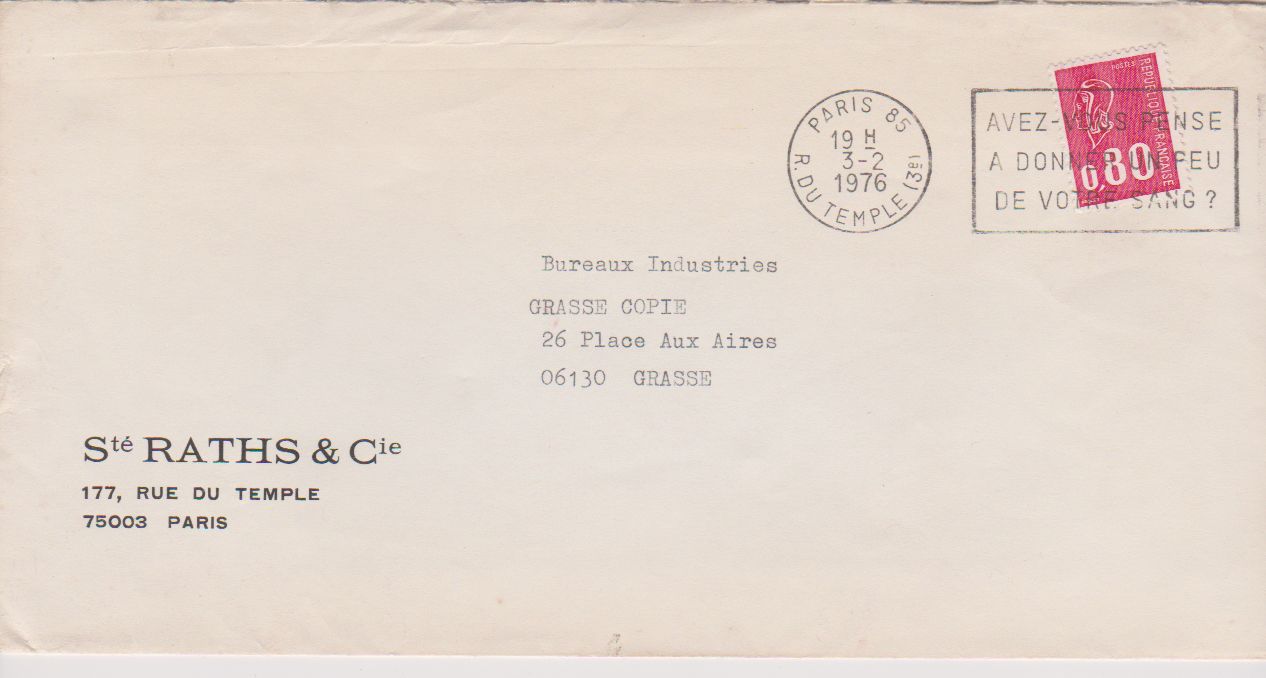 PARIS 85
19 H
3-2
1976
R. DU TEMPLE (3e)
AVEZ-VOUS PENSE
A DONNER UN PEU
DE VOTRE SANG ?
POSTES
REPUBLIQUE FRANCAISE
0,80
Bureaux Industries
GRASSE COPIE
26 Place Aux Aires
06130 GRASSE
Sté RATHS & Cie
177, RUE DU TEMPLE
75003 PARIS